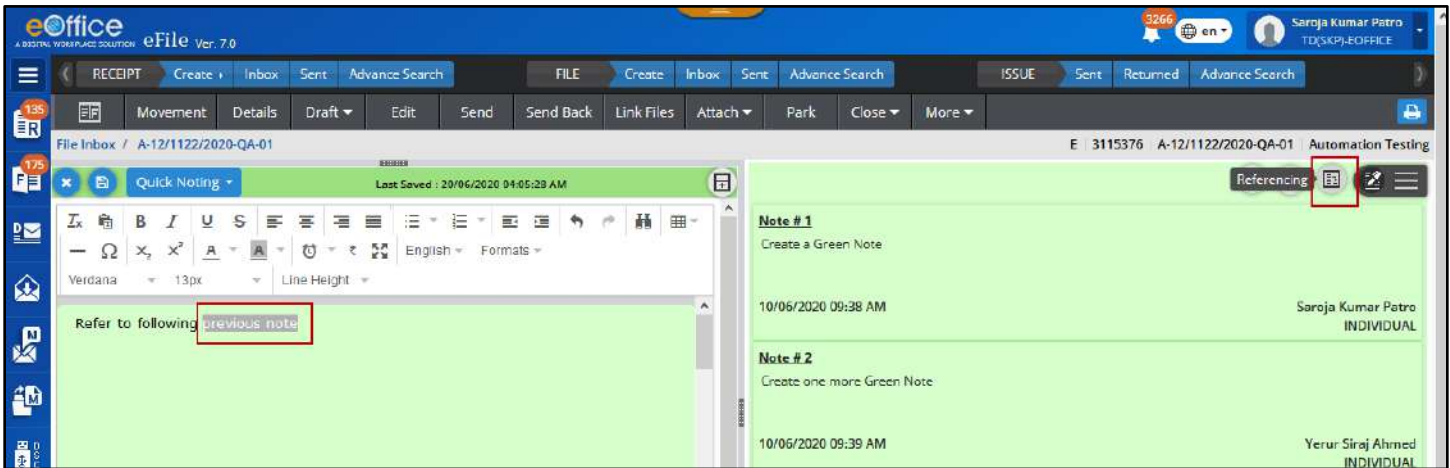 eOffice
A DIGITAL WORKPLACE SOLUTION
eFile Ver. 7.0
3266
en
Saroja Kumar Patro
TD(SKP)-EOFFICE
RECEIPT Create Inbox Sent Advance Search FILE Create Inbox Sent Advance Search ISSUE Sent Returned Advance Search
135
R
Movement Details Draft Edit Send Send Back Link Files Attach Park Close More
File Inbox / A-12/1122/2020-QA-01
E 3115376 A-12/1122/2020-QA-01 Automation Testing
175
F
Quick Noting
Last Saved : 20/06/2020 04:05:28 AM
Referencing
B I U S
Ω X₂ X² A A ₹ English Formats
Verdana 13px Line Height
Refer to following previous note
Note # 1
Create a Green Note
10/06/2020 09:38 AM
Saroja Kumar Patro
INDIVIDUAL
Note # 2
Create one more Green Note
10/06/2020 09:39 AM
Yerur Siraj Ahmed
INDIVIDUAL
D
N
M
DSC